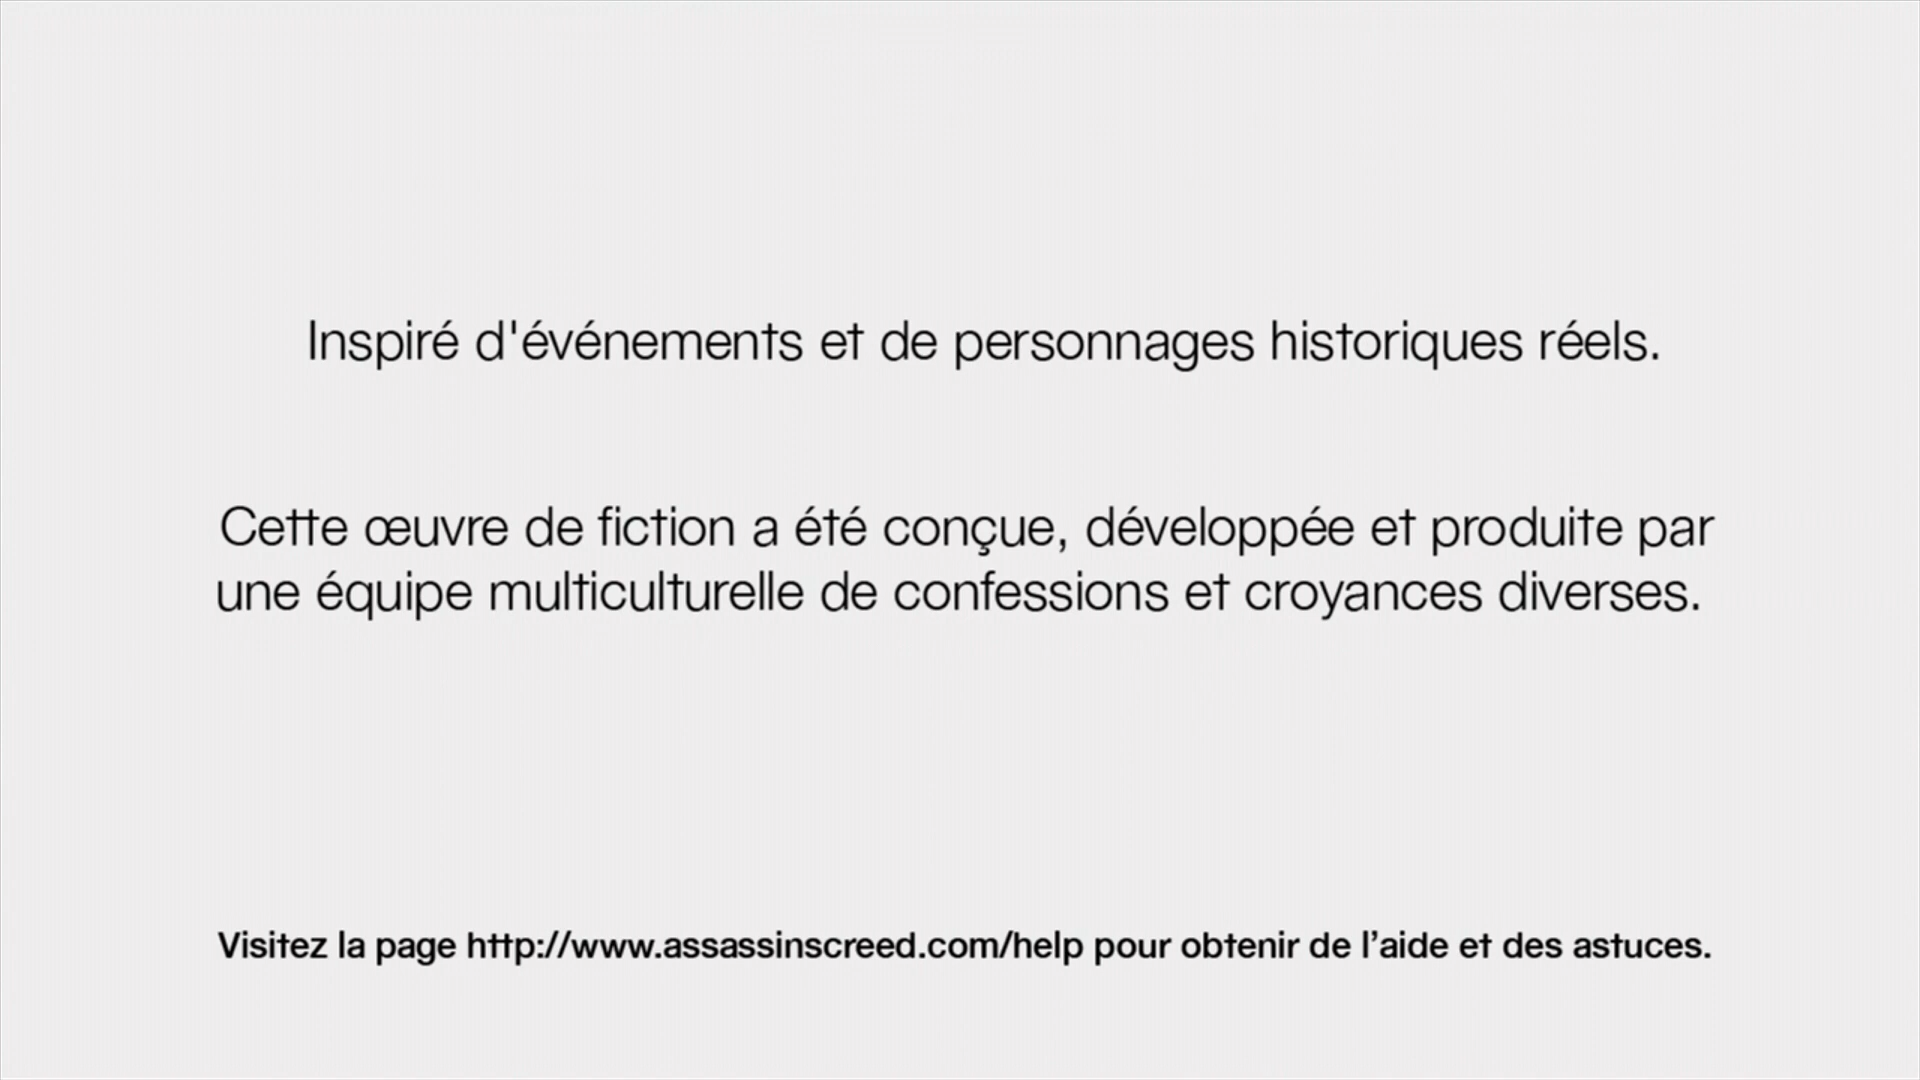 Inspiré d'événements et de personnages historiques réels.
Cette œuvre de fiction a été conçue, développée et produite par
une équipe multiculturelle de confessions et croyances diverses.
Visitez la page http://www.assassinscreed.com/help pour obtenir de l’aide et des astuces.